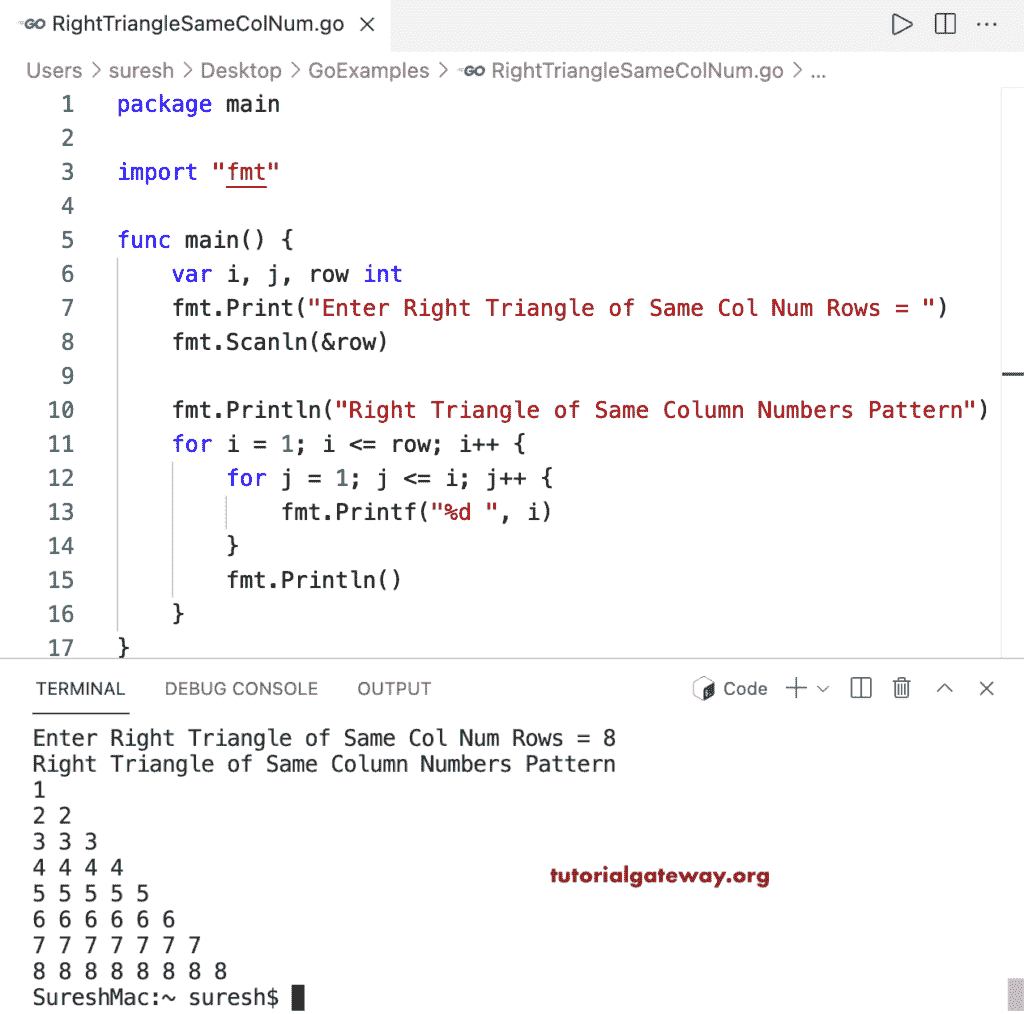 GO RightTriangleSameColNum.go ×
Users > suresh > Desktop > GoExamples > GO RightTriangleSameColNum.go > ...
1 package main
2
3 import "fmt"
4
5 func main() {
6     var i, j, row int
7     fmt.Print("Enter Right Triangle of Same Col Num Rows = ")
8     fmt.Scanln(&row)
9
10     fmt.Println("Right Triangle of Same Column Numbers Pattern")
11     for i = 1; i <= row; i++ {
12         for j = 1; j <= i; j++ {
13             fmt.Printf("%d ", i)
14         }
15         fmt.Println()
16     }
17 }
TERMINAL DEBUG CONSOLE OUTPUT Code
Enter Right Triangle of Same Col Num Rows = 8
Right Triangle of Same Column Numbers Pattern
1
2 2
3 3 3
4 4 4 4
5 5 5 5 5
6 6 6 6 6 6
7 7 7 7 7 7 7
8 8 8 8 8 8 8 8
SureshMac:~ suresh$
tutorialgateway.org